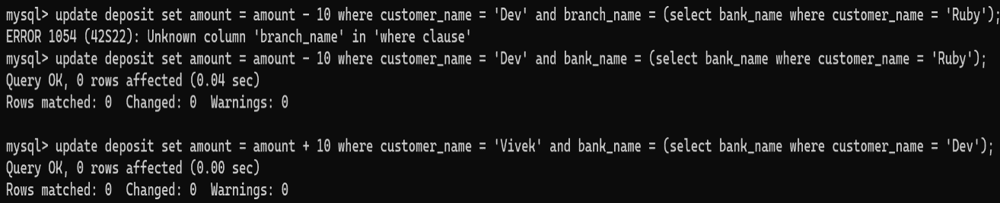 mysql> update deposit set amount = amount - 10 where customer_name = 'Dev' and branch_name = (select bank_name where customer_name = 'Ruby');
ERROR 1054 (42S22): Unknown column 'branch_name' in 'where clause'
mysql> update deposit set amount = amount - 10 where customer_name = 'Dev' and bank_name = (select bank_name where customer_name = 'Ruby');
Query OK, 0 rows affected (0.04 sec)
Rows matched: 0  Changed: 0  Warnings: 0
mysql> update deposit set amount = amount + 10 where customer_name = 'Vivek' and bank_name = (select bank_name where customer_name = 'Dev');
Query OK, 0 rows affected (0.00 sec)
Rows matched: 0  Changed: 0  Warnings: 0